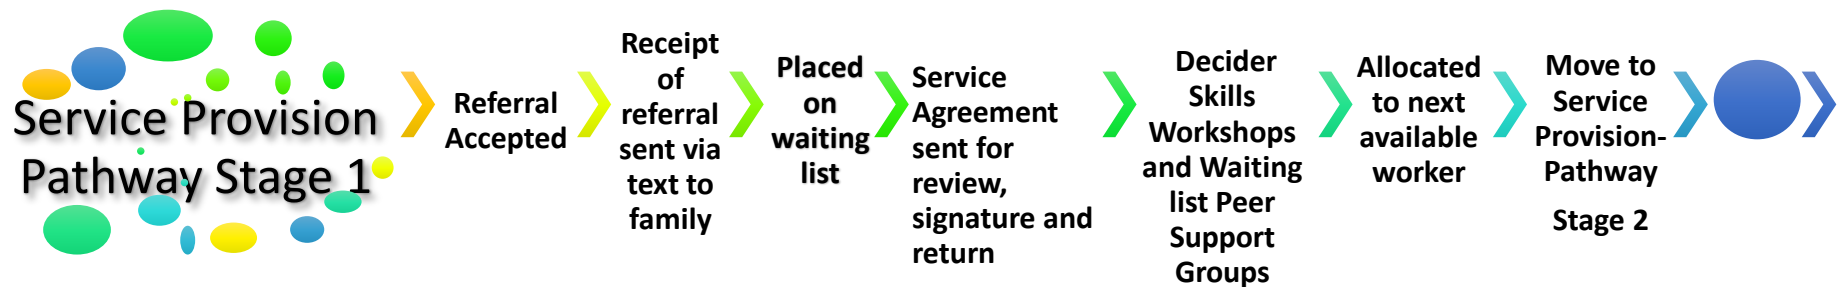 Service Provision
Pathway Stage 1
Referral
Accepted
Receipt
of
referral
sent via
text to
family
Placed
on
waiting
list
Service
Agreement
sent for
review,
signature and
return
Decider
Skills
Workshops
and Waiting
list Peer
Support
Groups
Allocated
to next
available
worker
Move to
Service
Provision-
Pathway
Stage 2